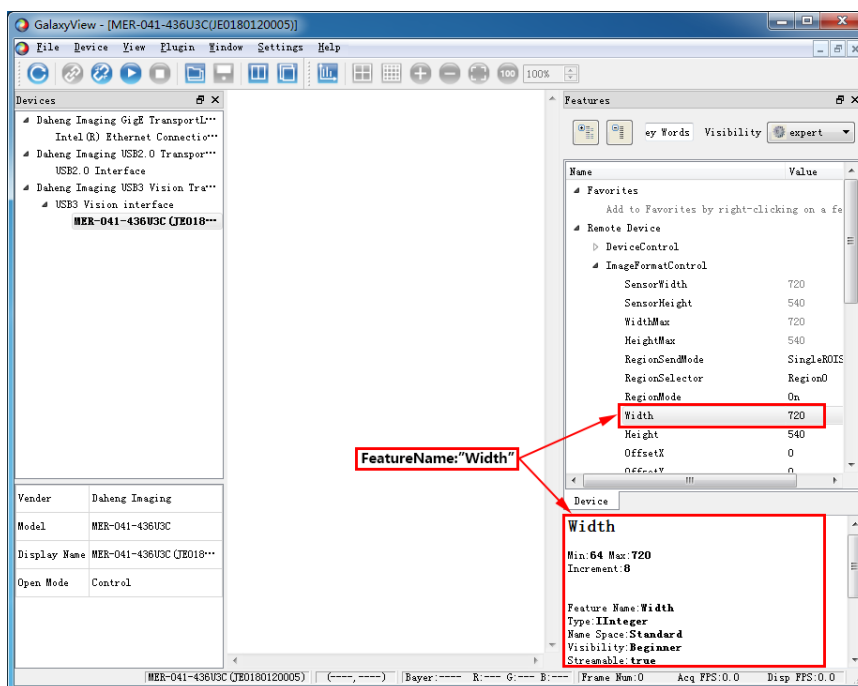 GalaxyView - [MER-041-436U3C(JE0180120005)]
File Device View Plugin Window Settings Help
100 100%
Devices
Daheng Imaging GigE TransportL...
Intel(R) Ethernet Connectio...
Daheng Imaging USB2.0 Transpor...
USB2.0 Interface
Daheng Imaging USB3 Vision Tra...
USB3 Vision interface
MER-041-436U3C(JE018...
Vender Daheng Imaging
Model MER-041-436U3C
Display Name MER-041-436U3C(JE018...
Open Mode Control
FeatureName:"Width"
Features
ey Words Visibility expert
Name Value
Favorites
Add to Favorites by right-clicking on a fe
Remote Device
DeviceControl
ImageFormatControl
SensorWidth 720
SensorHeight 540
WidthMax 720
HeightMax 540
RegionSendMode SingleROIS
RegionSelector Region0
RegionMode On
Width 720
Height 540
OffsetX 0
OffsetY 0
Device
Width
Min:64 Max:720
Increment:8
Feature Name:Width
Type:IInteger
Name Space:Standard
Visibility:Beginner
Streamable:true
MER-041-436U3C(JE0180120005) (----,----) Bayer:---- R:--- G:--- B:--- Frame Num:0 Acq FPS:0.0 Disp FPS:0.0